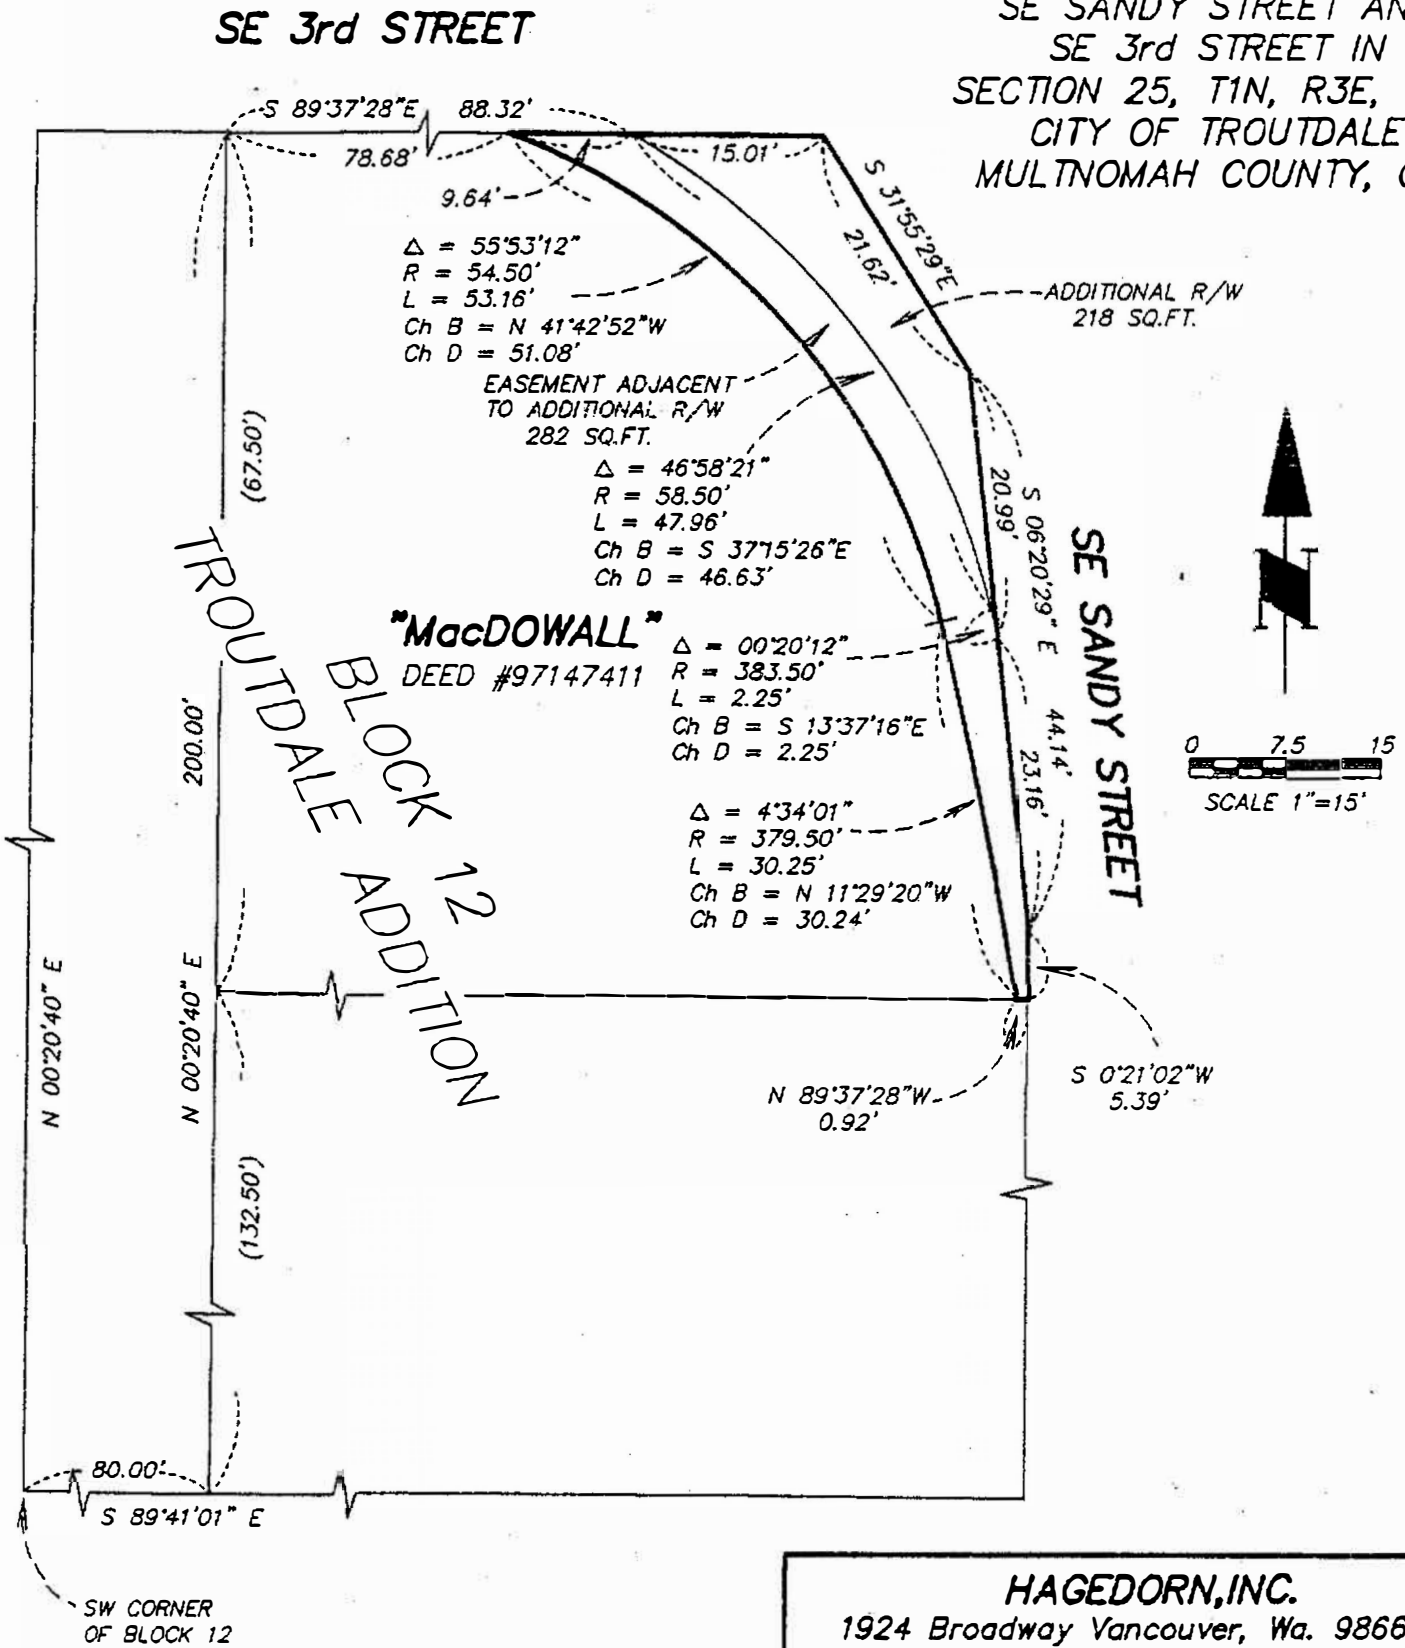 SE 3rd STREET
SE SANDY STREET AN
SE 3rd STREET IN
SECTION 25, T1N, R3E,
CITY OF TROUTDALE
MULTNOMAH COUNTY,
S 89°37'28"E 88.32'
78.68'
9.64'
15.01'
S 31°55'29"E
21.62'
Δ = 55°53'12"
R = 54.50'
L = 53.16'
Ch B = N 41°42'52"W
Ch D = 51.08'
ADDITIONAL R/W
218 SQ.FT.
EASEMENT ADJACENT
TO ADDITIONAL R/W
282 SQ.FT.
(67.50')
Δ = 46°58'21"
R = 58.50'
L = 47.96'
Ch B = S 37°15'26"E
Ch D = 46.63'
S 06°20'29" E 44.14'
20.99'
SE SANDY STREET
N
"MacDOWALL"
DEED #97147411
Δ = 00°20'12"
R = 383.50'
L = 2.25'
Ch B = S 13°37'16"E
Ch D = 2.25'
23.16'
0 7.5 15
SCALE 1"=15'
BLOCK 12
TROUTDALE ADDITION
200.00'
Δ = 4°34'01"
R = 379.50'
L = 30.25'
Ch B = N 11°29'20"W
Ch D = 30.24'
N 00°20'40" E
N 00°20'40" E
N 89°37'28"W
0.92'
S 0°21'02"W
5.39'
(132.50')
80.00'
S 89°41'01" E
SW CORNER
OF BLOCK 12
HAGEDORN,INC.
1924 Broadway Vancouver, Wa. 9866